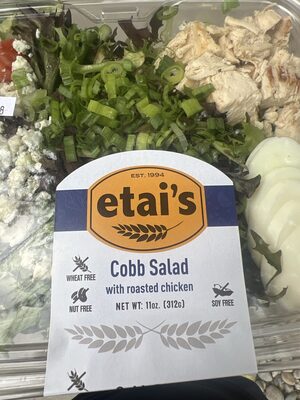 EST. 1994
etai's
Cobb Salad
with roasted chicken
NET WT: 11oz. (312g)
WHEAT FREE
NUT FREE
SOY FREE